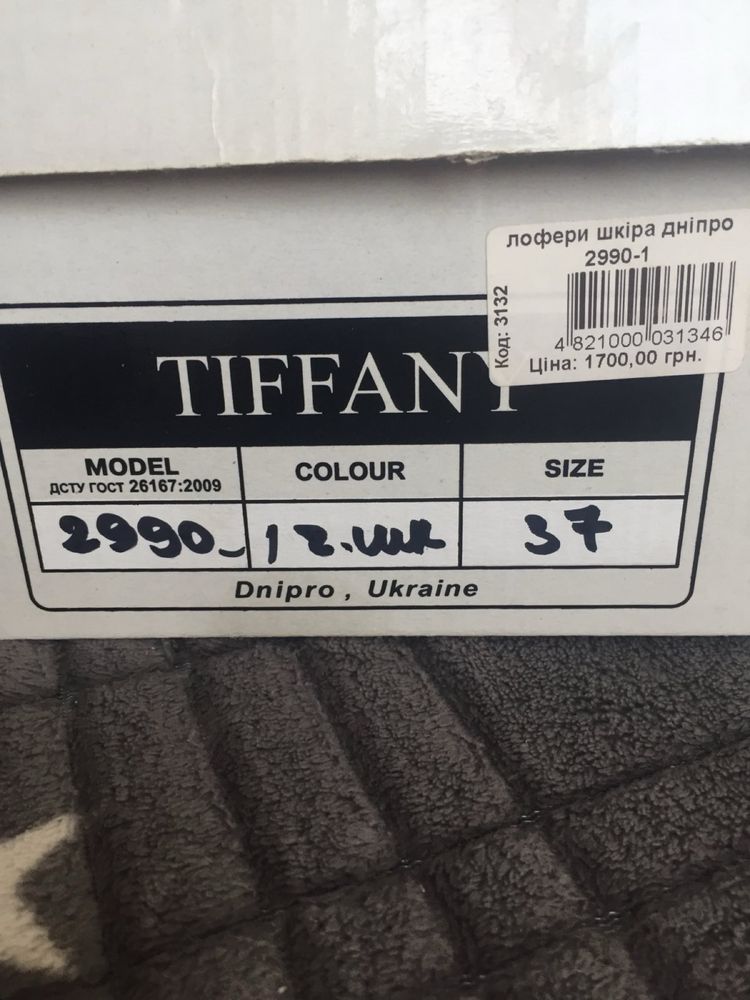 лофери шкіра дніпро
2990-1
Код: 3132
4 821000 031346
Ціна: 1700,00 грн.
TIFFANY
MODEL COLOUR SIZE
ДСТУ ГОСТ 26167:2009
2990-1 37
Dnipro, Ukraine